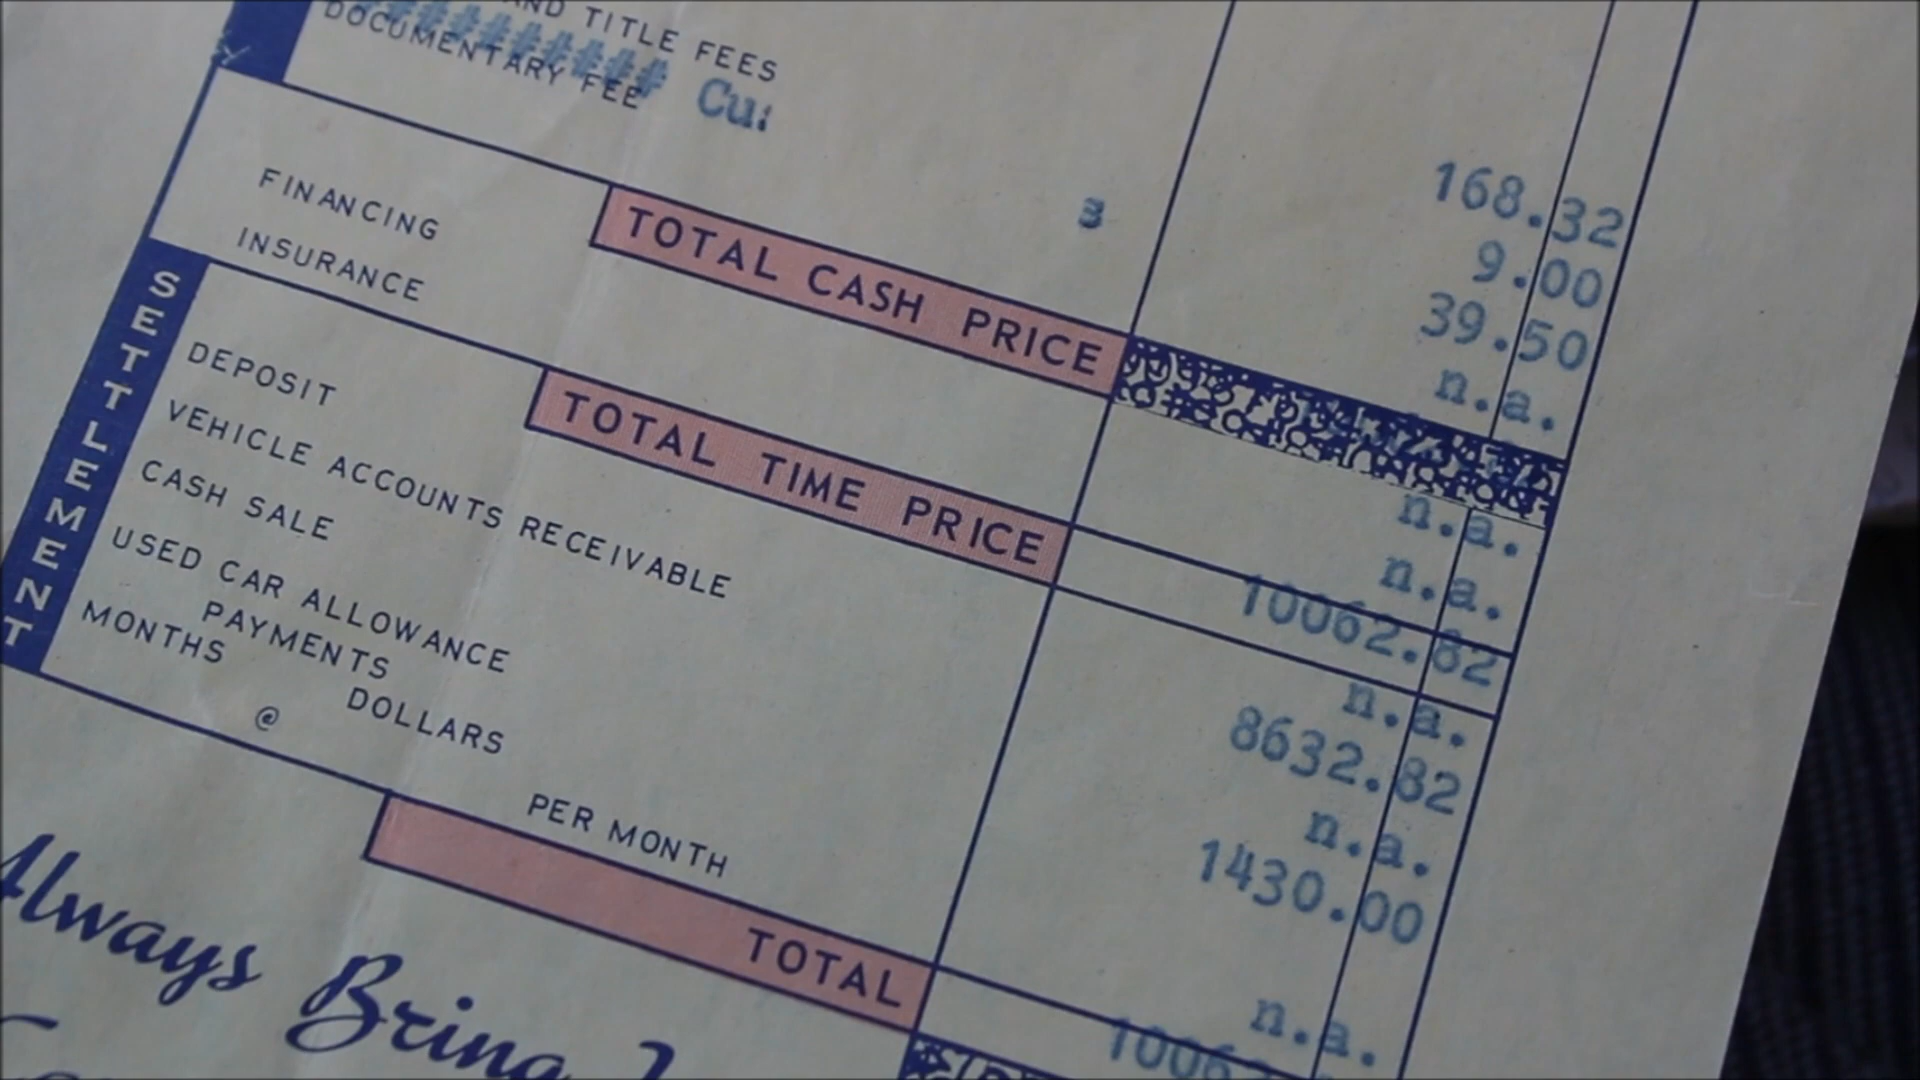 AND TITLE FEES
DOCUMENTARY FEE
######## Cu:
3
168.32
9.00
39.50
n.a.
TOTAL CASH PRICE
FINANCING
n.a.
INSURANCE
n.a.
TOTAL TIME PRICE
10062.82
SETTLEMENT
DEPOSIT
n.a.
VEHICLE ACCOUNTS RECEIVABLE
8632.82
CASH SALE
n.a.
USED CAR ALLOWANCE
1430.00
PAYMENTS
MONTHS
DOLLARS
@
PER MONTH
n.a.
TOTAL
Always Bring